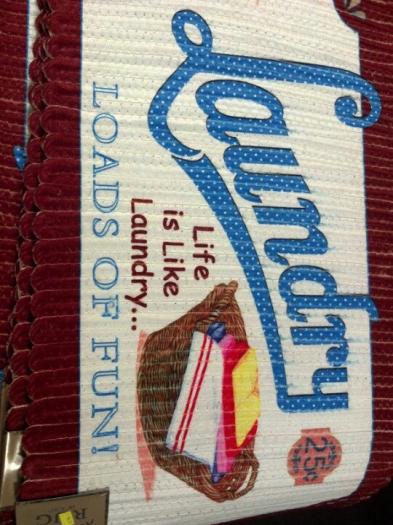 Laundry
25¢
Life
is Like
Laundry...
LOADS OF FUN!